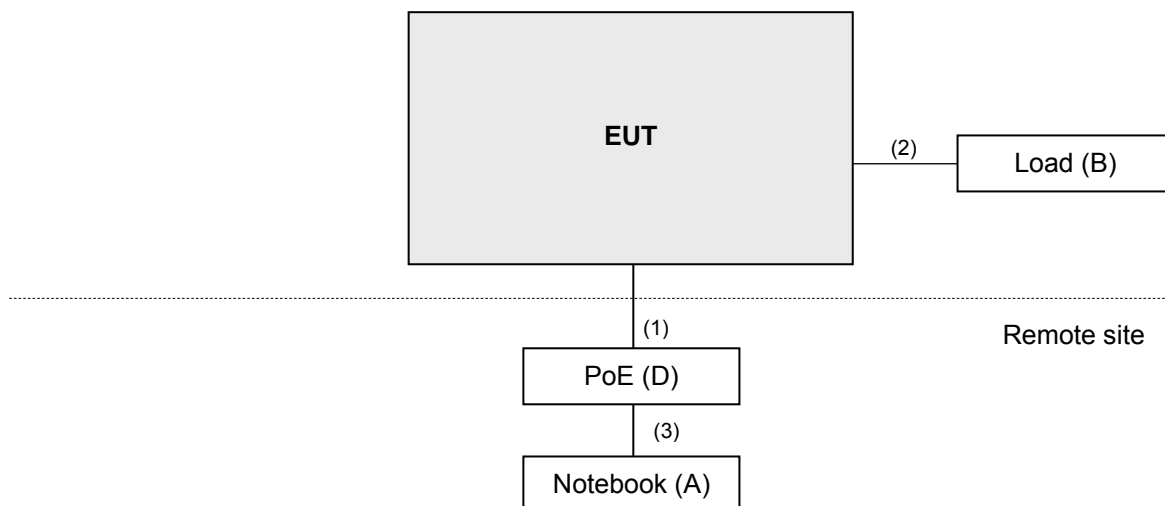 EUT
(2)
Load (B)
Remote site
(1)
PoE (D)
(3)
Notebook (A)